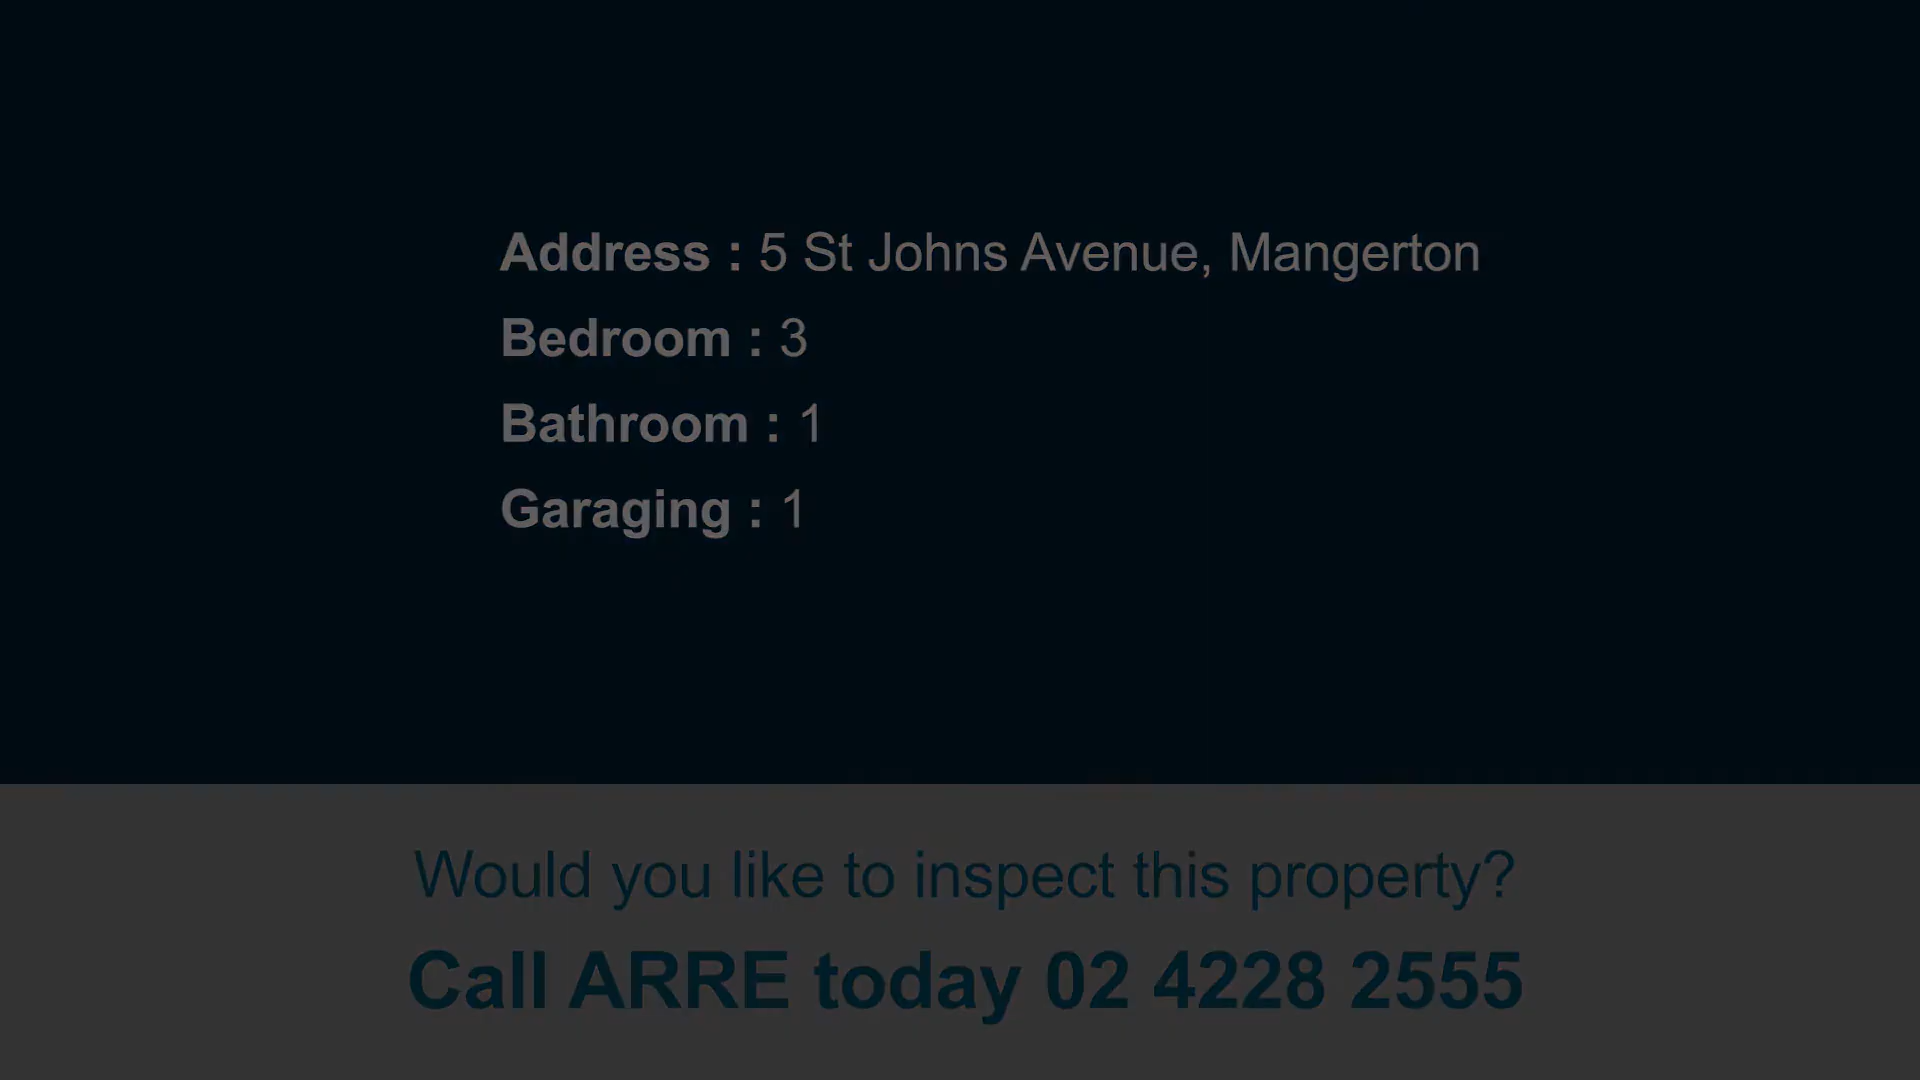 Address : 5 St Johns Avenue, Mangerton
Bedroom : 3
Bathroom : 1
Garaging : 1
Would you like to inspect this property?
Call ARRE today 02 4228 2555